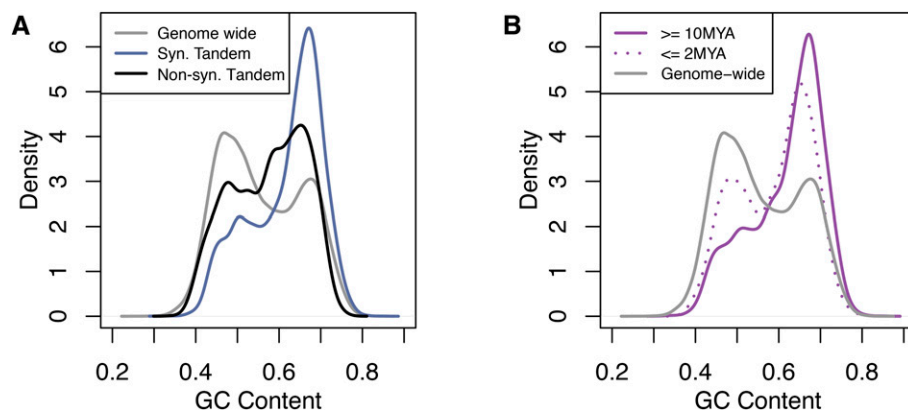 A
Genome wide
Syn. Tandem
Non-syn. Tandem
Density
6
5
4
3
2
1
0
0.2
0.4
0.6
0.8
GC Content
B
>= 10MYA
<= 2MYA
Genome-wide
Density
6
5
4
3
2
1
0
0.2
0.4
0.6
0.8
GC Content